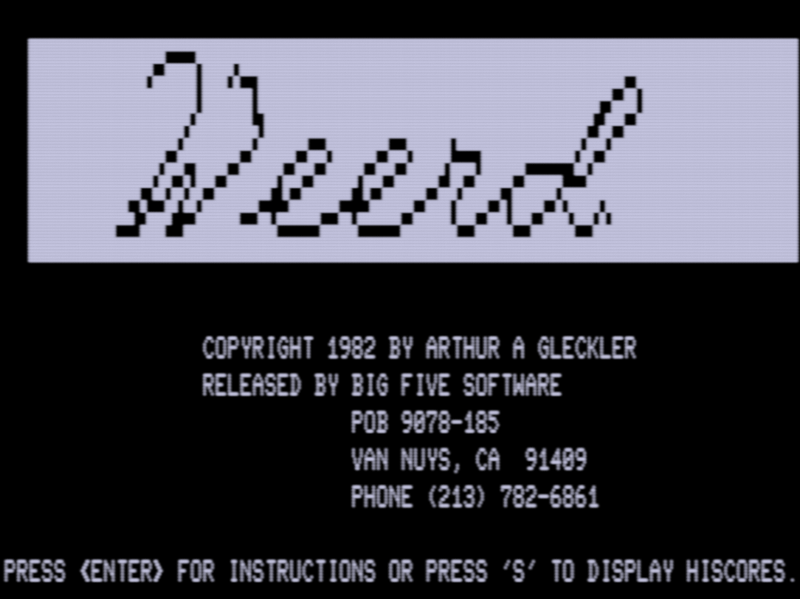 Weerd
COPYRIGHT 1982 BY ARTHUR A GLECKLER
RELEASED BY BIG FIVE SOFTWARE
POB 9078-185
VAN NUYS, CA  91409
PHONE (213) 782-6861
PRESS <ENTER> FOR INSTRUCTIONS OR PRESS 'S' TO DISPLAY HISCORES.